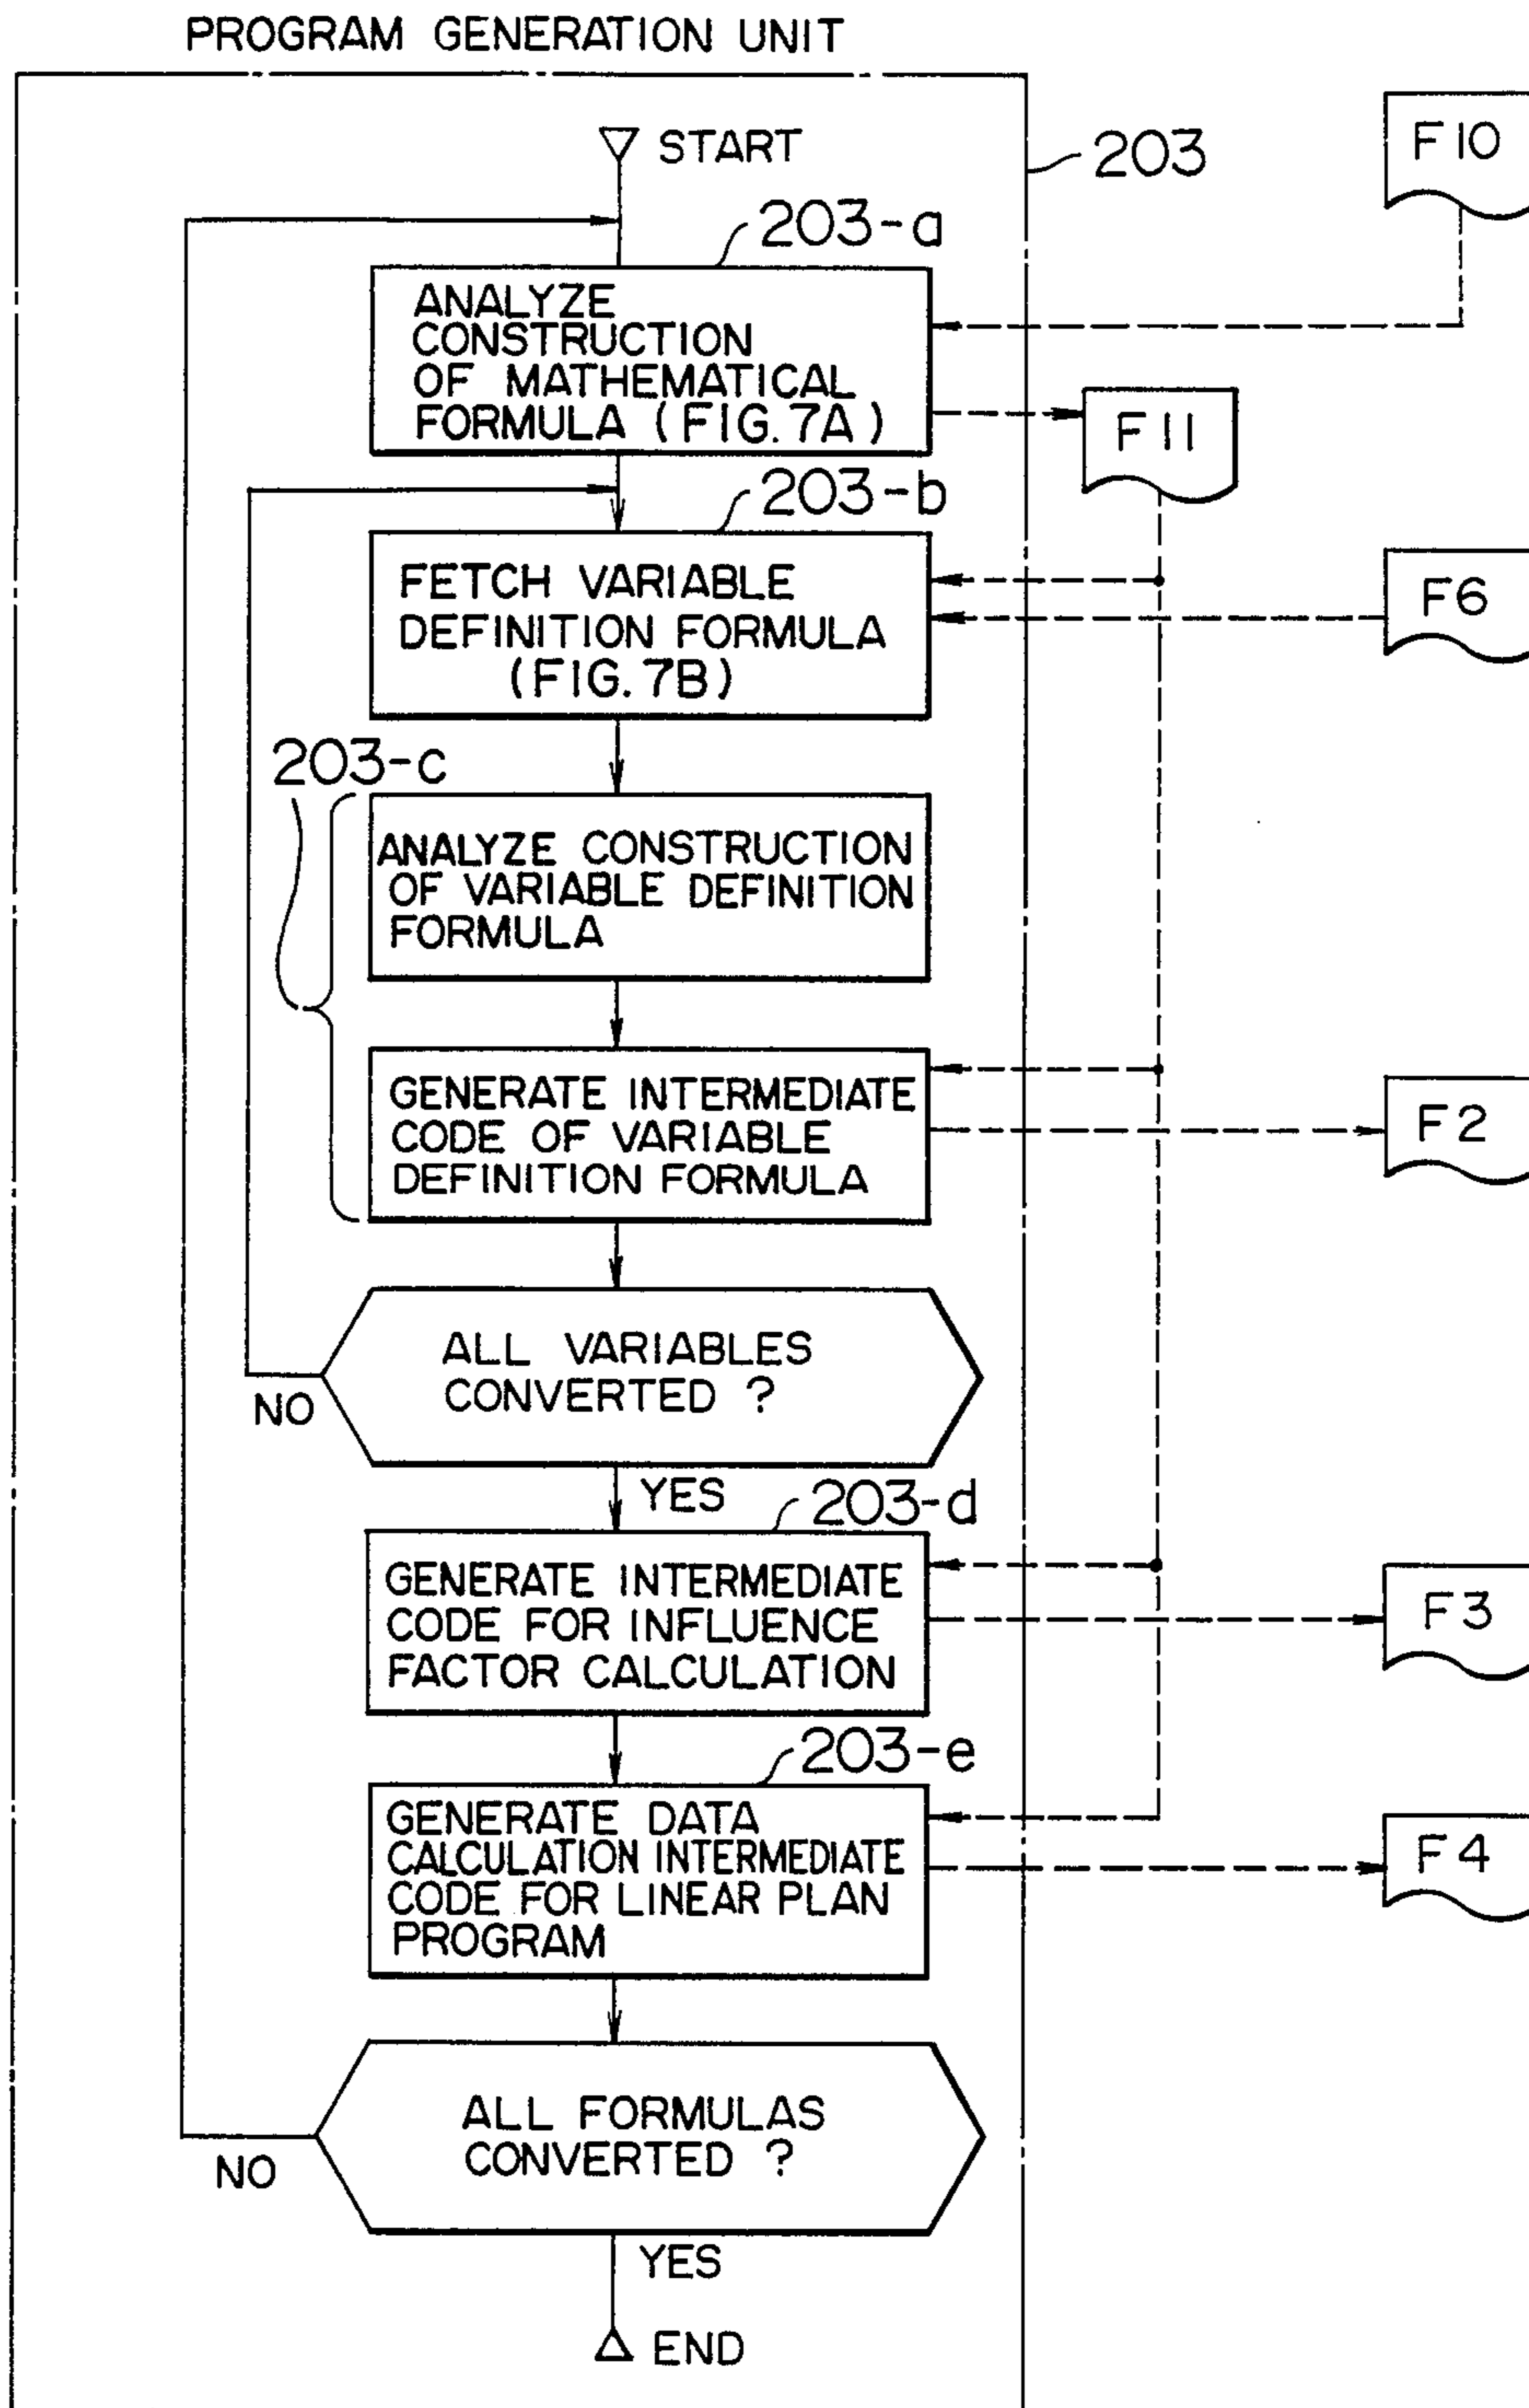 PROGRAM GENERATION UNIT
START
203
F10
203-a
ANALYZE
CONSTRUCTION
OF MATHEMATICAL
FORMULA (FIG. 7A)
F11
203-b
FETCH VARIABLE
DEFINITION FORMULA
(FIG. 7B)
F6
203-c
ANALYZE CONSTRUCTION
OF VARIABLE DEFINITION
FORMULA
GENERATE INTERMEDIATE
CODE OF VARIABLE
DEFINITION FORMULA
F2
ALL VARIABLES
CONVERTED ?
NO
YES
203-d
GENERATE INTERMEDIATE
CODE FOR INFLUENCE
FACTOR CALCULATION
F3
203-e
GENERATE DATA
CALCULATION INTERMEDIATE
CODE FOR LINEAR PLAN
PROGRAM
F4
ALL FORMULAS
CONVERTED ?
NO
YES
END